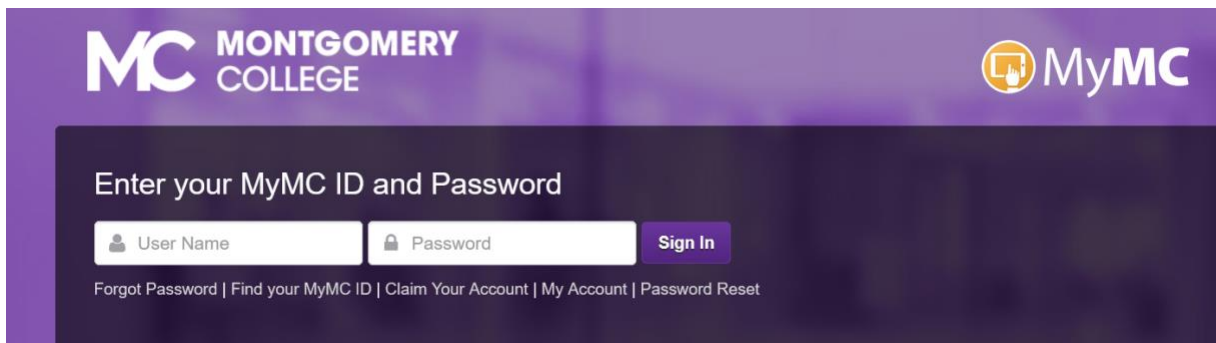 MC MONTGOMERY
COLLEGE
MyMC
Enter your MyMC ID and Password
User Name Password Sign In
Forgot Password | Find your MyMC ID | Claim Your Account | My Account | Password Reset